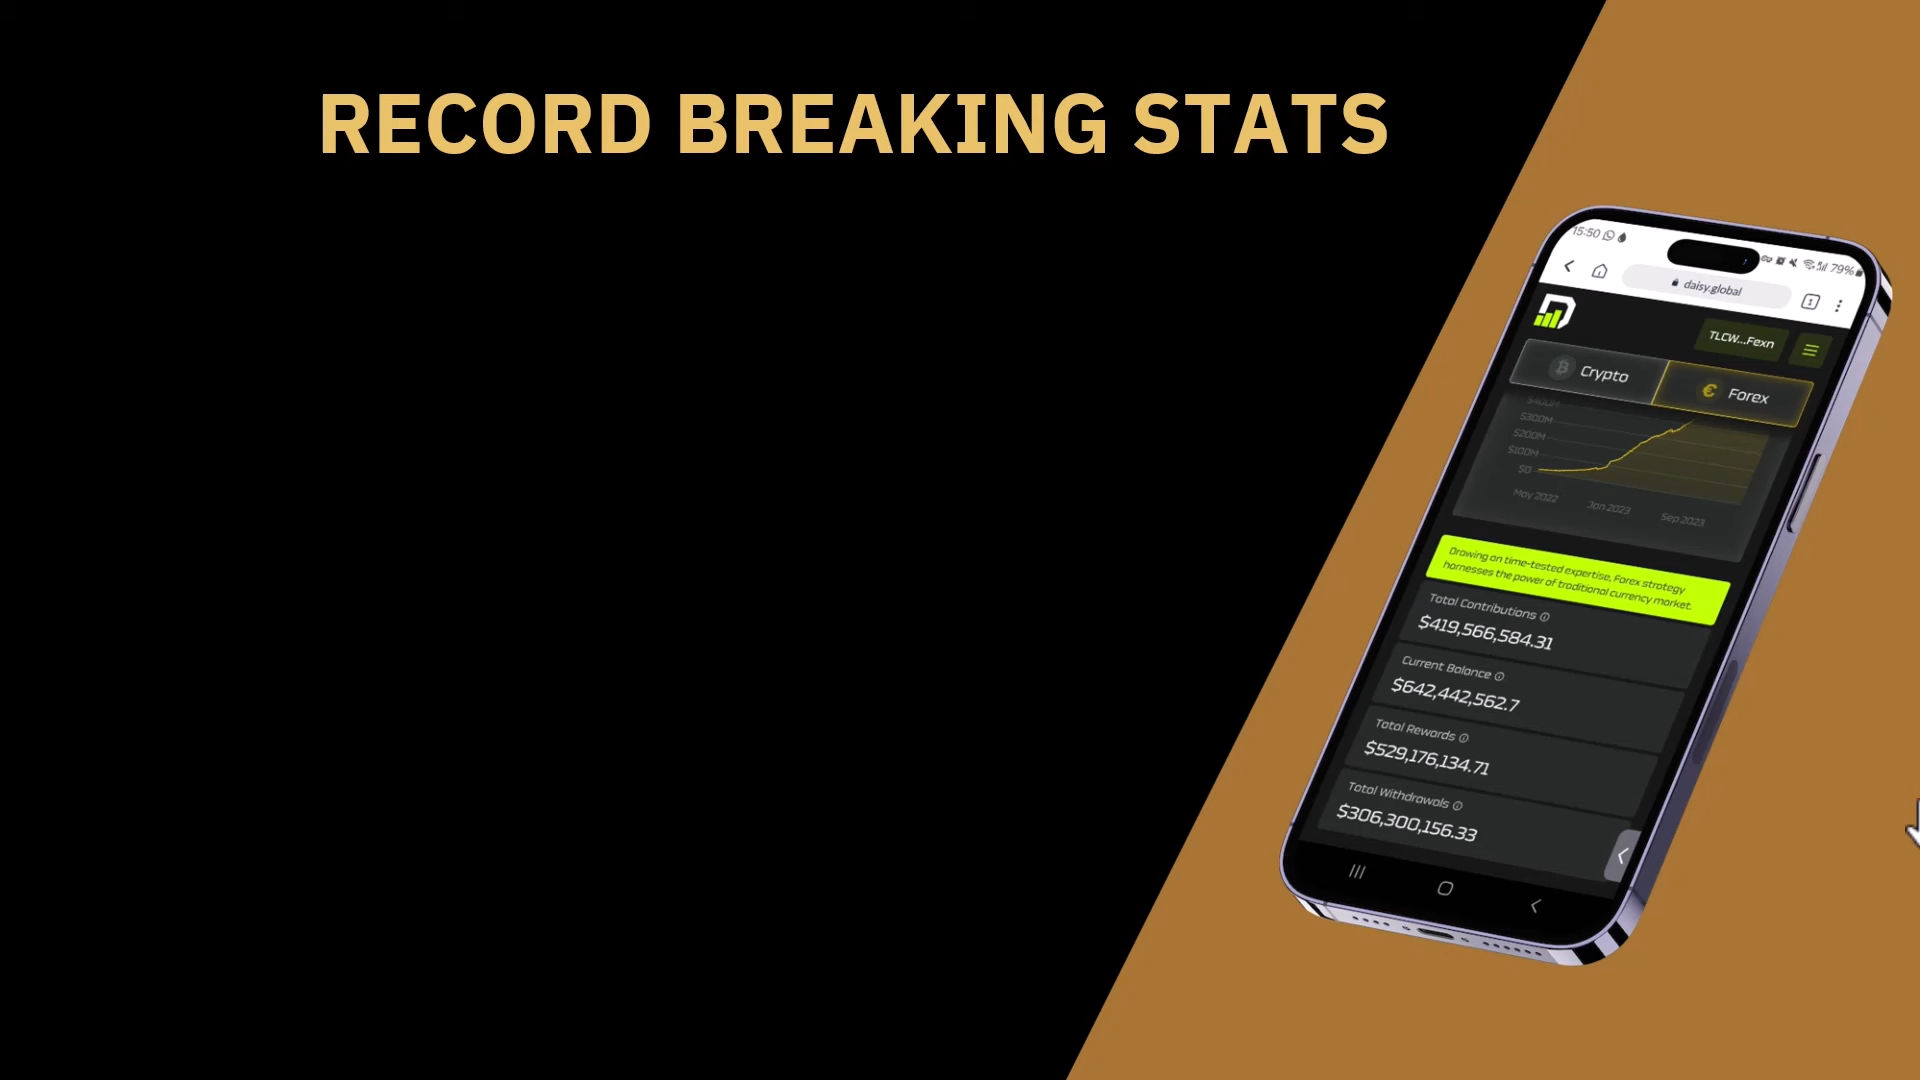 RECORD BREAKING STATS
15:50
79%
daisy.global
1
TLCW...Fexn
Crypto
Forex
$400M
$300M
$200M
$100M
$0
May 2022
Jan 2023
Sep 2023
Drawing on time-tested expertise, Forex strategy
harnesses the power of traditional currency market.
Total Contributions
$419,566,584.31
Current Balance
$642,442,562.7
Total Rewards
$529,176,134.71
Total Withdrawals
$306,300,156.33